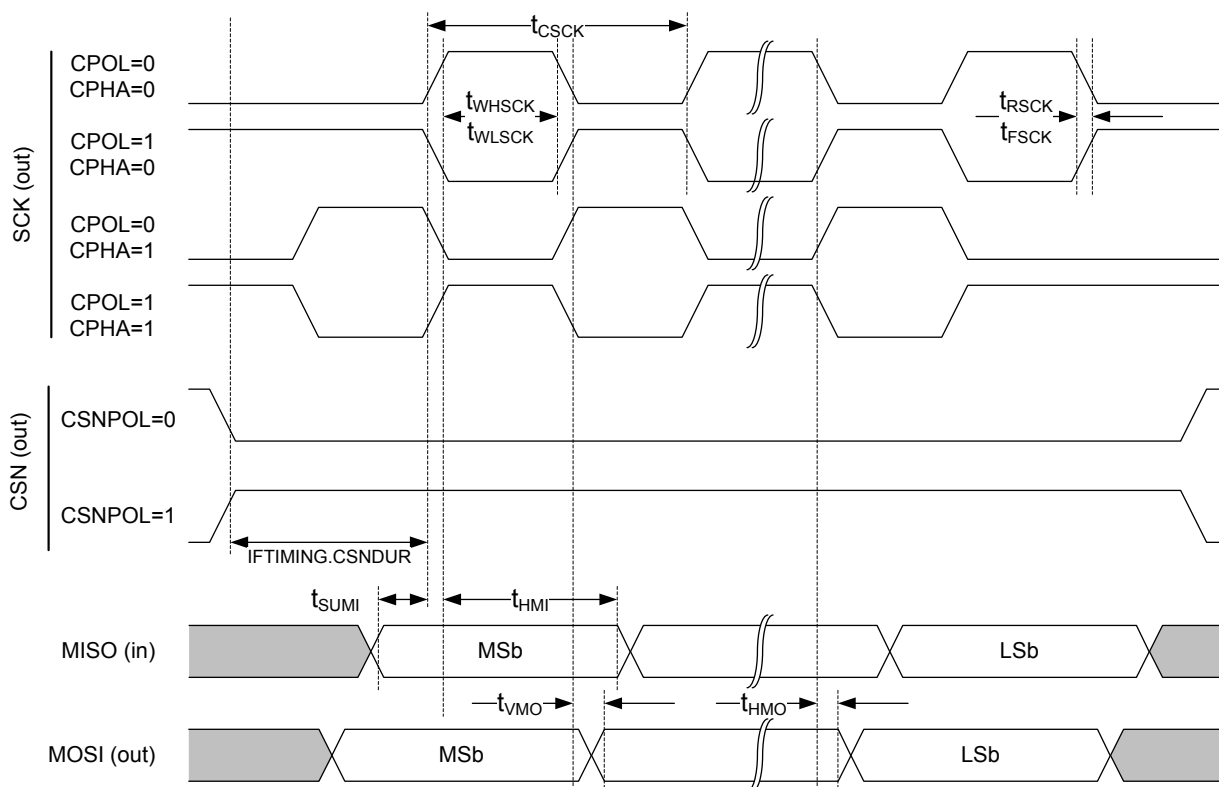 tCSCK
SCK (out)
CPOL=0
CPHA=0
tWHSCK
tWLSCK
tRSCK
tFSCK
CPOL=1
CPHA=0
CPOL=0
CPHA=1
CPOL=1
CPHA=1
CSN (out)
CSNPOL=0
CSNPOL=1
IFTIMING.CSNDUR
tSUMI
tHMI
MISO (in)
MSb
LSb
tVMO
tHMO
MOSI (out)
MSb
LSb